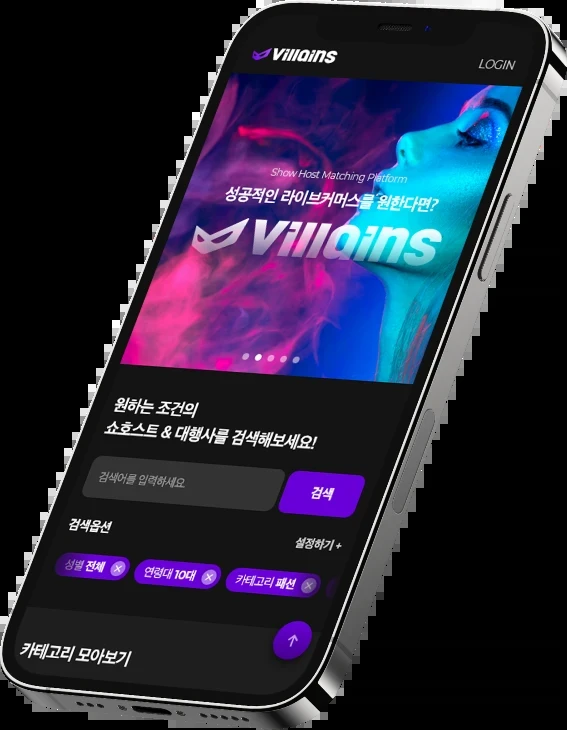 Villains
LOGIN
Show Host Matching Platform
성공적인 라이브커머스를 원한다면?
Villains
원하는 조건의
쇼호스트 & 대행사를 검색해보세요!
검색어를 입력하세요
검색
검색옵션
설정하기 +
성별 전체
연령대 10대
카테고리 패션
카테고리 모아보기